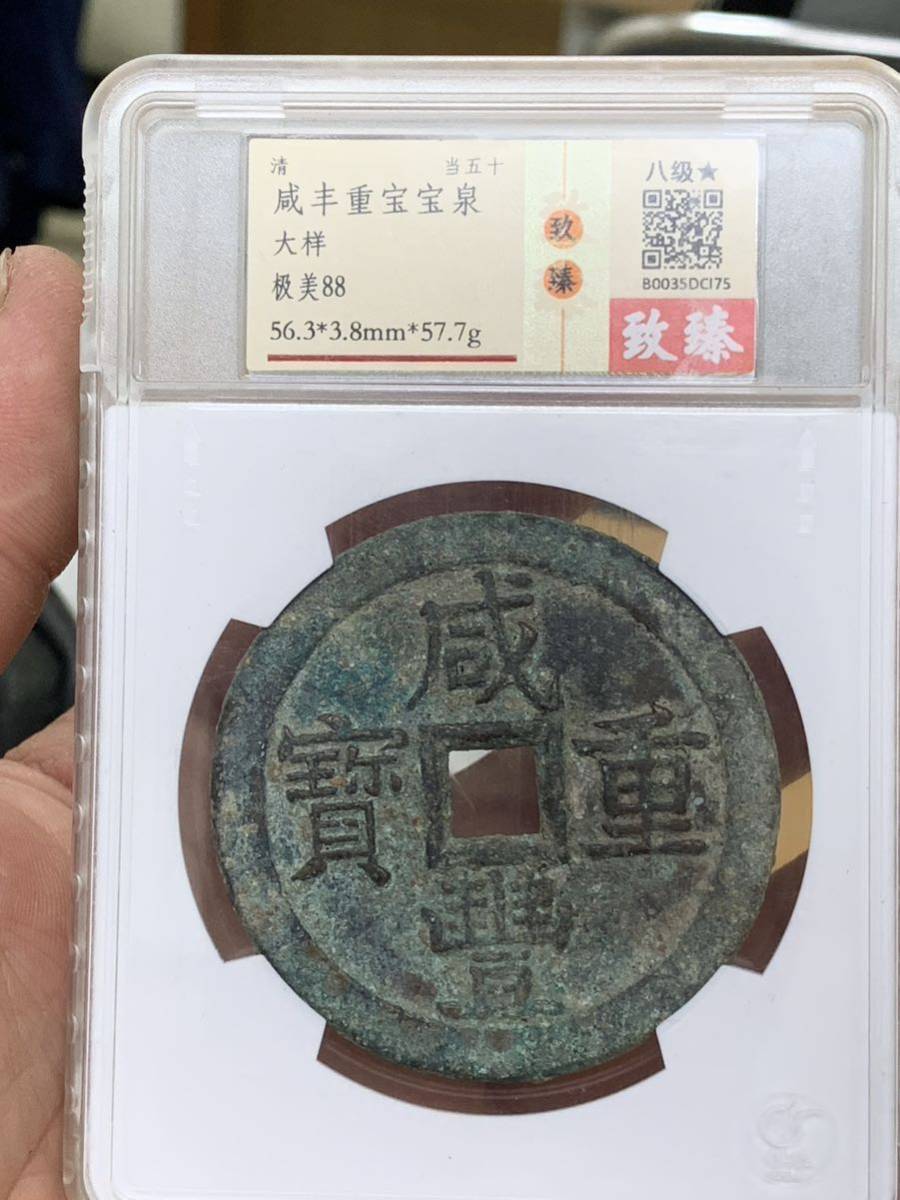 清 当五十
咸丰重宝宝泉
大样
极美88
56.3*3.8mm*57.7g
致
臻
八级★
B0035DCI75
致臻
咸
寶 重
豐